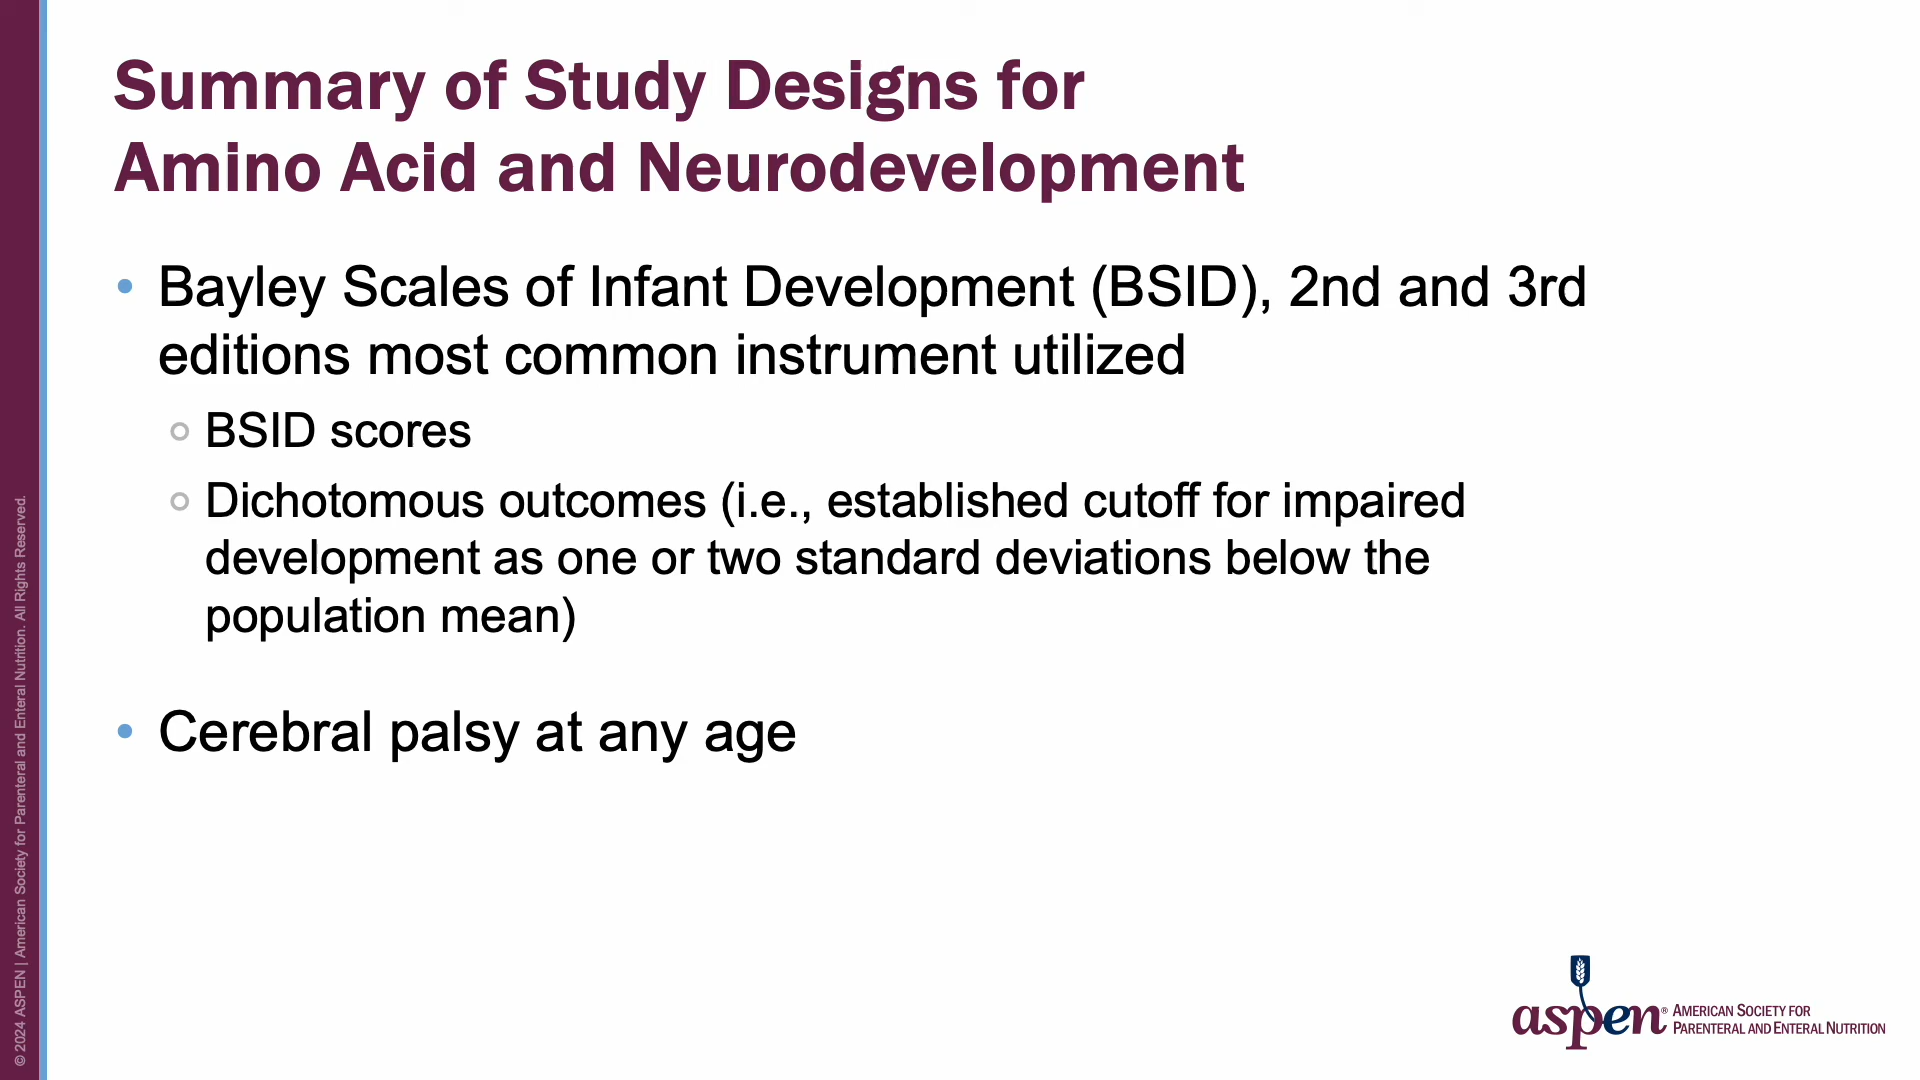 Summary of Study Designs for
Amino Acid and Neurodevelopment
• Bayley Scales of Infant Development (BSID), 2nd and 3rd
editions most common instrument utilized
○ BSID scores
○ Dichotomous outcomes (i.e., established cutoff for impaired
development as one or two standard deviations below the
population mean)
• Cerebral palsy at any age
© 2024 ASPEN | American Society for Parenteral and Enteral Nutrition. All Rights Reserved.
aspen® AMERICAN SOCIETY FOR
PARENTERAL AND ENTERAL NUTRITION